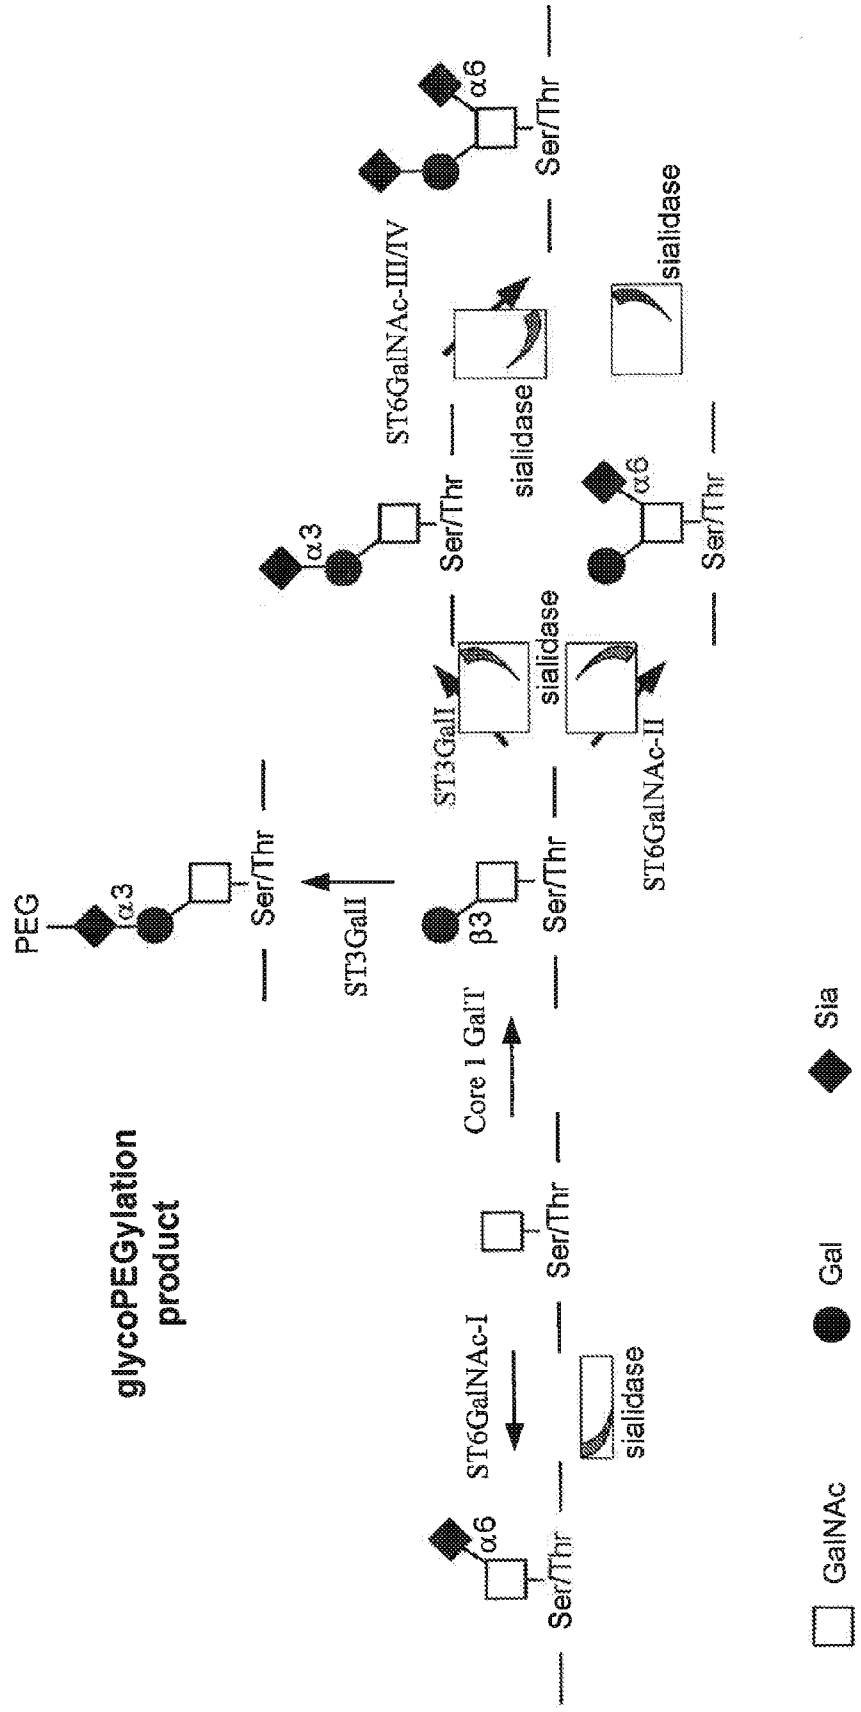 PEG
glycoPEGylation
product
α3
Ser/Thr
ST3GalI
α3
Ser/Thr
ST6GalNAc-III/IV
α6
Ser/Thr
α6
Ser/Thr
ST6GalNAc-I
sialidase
Ser/Thr
Core 1 GalT
β3
Ser/Thr
ST3GalI
sialidase
ST6GalNAc-II
sialidase
α6
Ser/Thr
sialidase
GalNAc
Gal
Sia